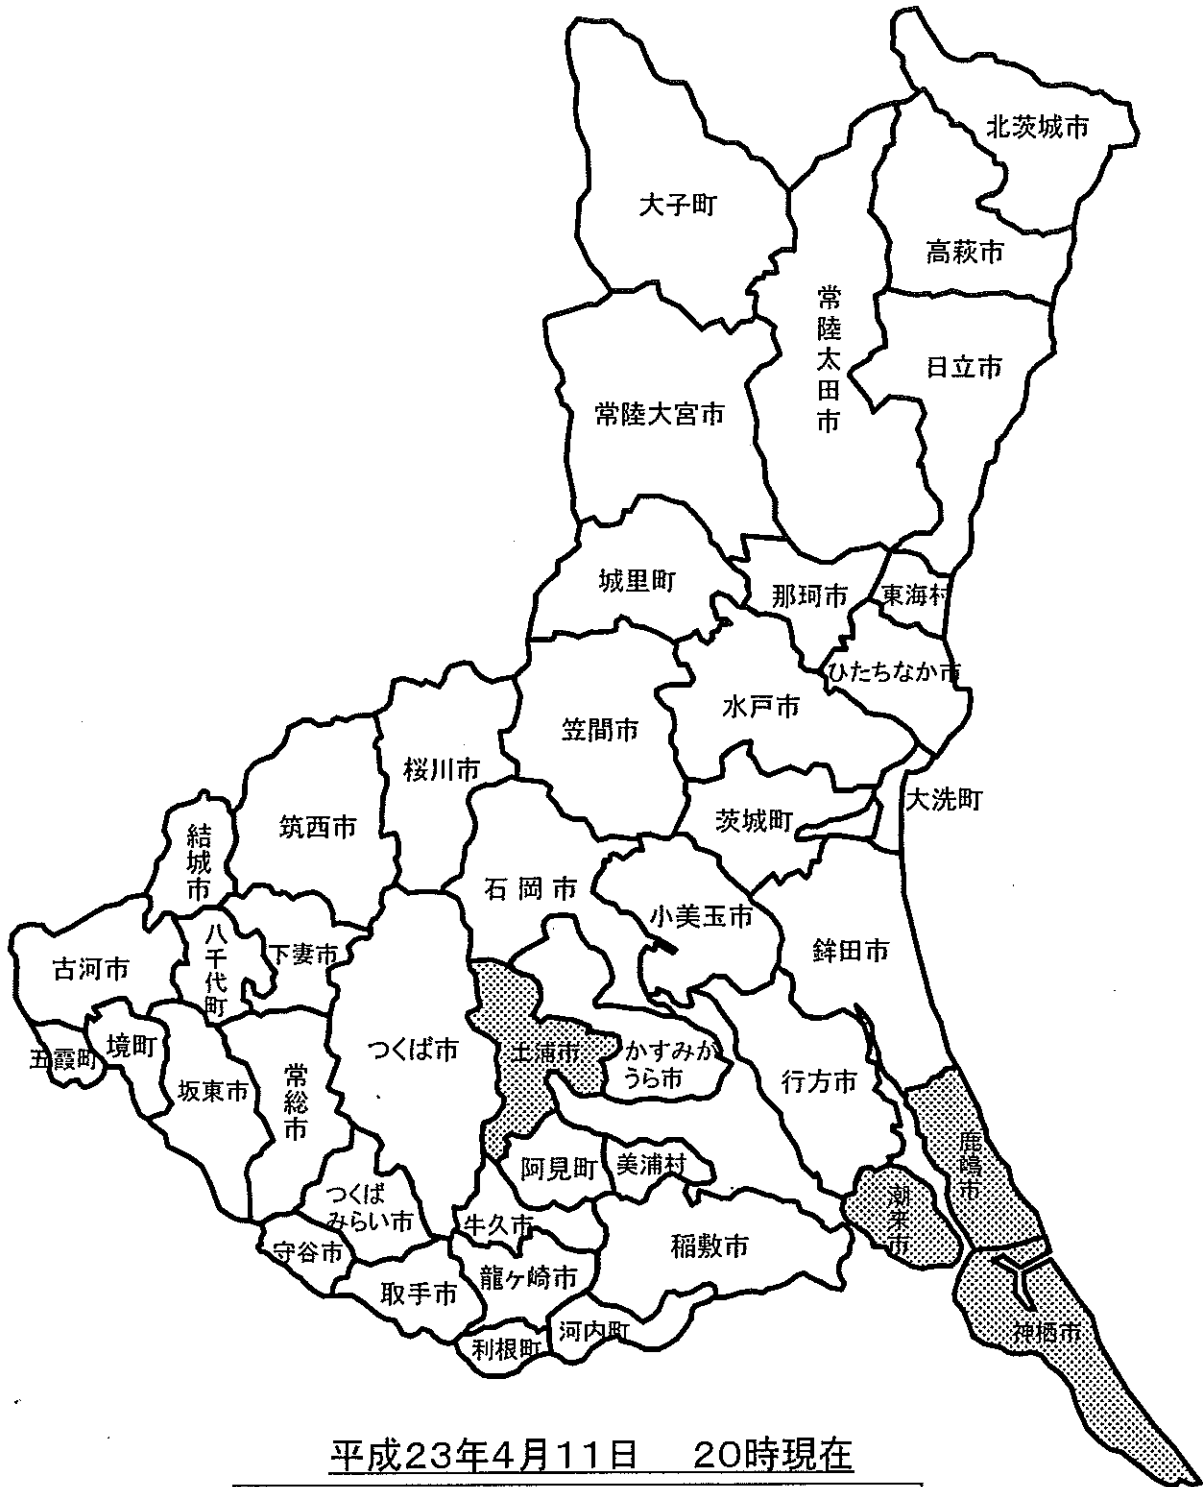 北茨城市
大子町
高萩市
常陸太田市
日立市
常陸大宮市
城里町
那珂市
東海村
ひたちなか市
水戸市
笠間市
桜川市
大洗町
茨城町
筑西市
結城市
石岡市
小美玉市
八千代町
下妻市
鉾田市
古河市
つくば市
土浦市
かすみが
うら市
五霞町
境町
坂東市
常総市
行方市
鹿嶋市
阿見町
美浦村
つくば
みらい市
潮来市
牛久市
稲敷市
守谷市
龍ヶ崎市
取手市
河内町
利根町
神栖市
平成23年4月11日 20時現在